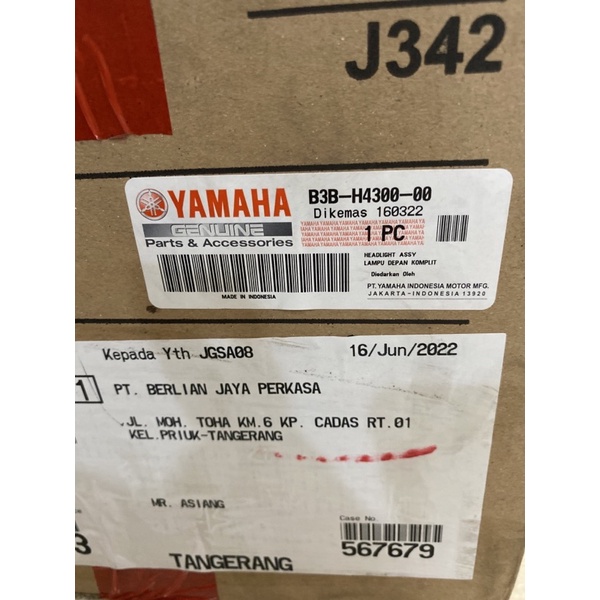 J342
YAMAHA
GENUINE
Parts & Accessories
MADE IN INDONESIA
B3B-H4300-00
Dikemas 160322
1 PC
HEADLIGHT ASSY
LAMPU DEPAN KOMPLIT
Diedarkan Oleh
PT. YAMAHA INDONESIA MOTOR MFG.
JAKARTA-INDONESIA 13920
Kepada Yth JGSA08
16/Jun/2022
1
PT. BERLIAN JAYA PERKASA
JL. MOH. TOHA KM.6 KP. CADAS RT.01
KEL.PRIUK-TANGERANG
MR. ASIANG
Case No
567679
3
TANGERANG